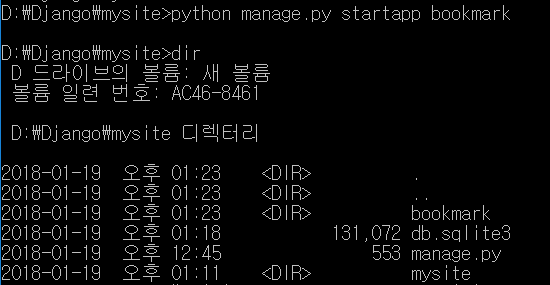 D:₩Django₩mysite>python manage.py startapp bookmark
D:₩Django₩mysite>dir
D 드라이브의 볼륨: 새 볼륨
볼륨 일련 번호: AC46-8461
D:₩Django₩mysite 디렉터리
2018-01-19 오후 01:23 <DIR> .
2018-01-19 오후 01:23 <DIR> ..
2018-01-19 오후 01:23 <DIR> bookmark
2018-01-19 오후 01:18 131,072 db.sqlite3
2018-01-19 오후 12:45 553 manage.py
2018-01-19 오후 01:11 <DIR> mysite